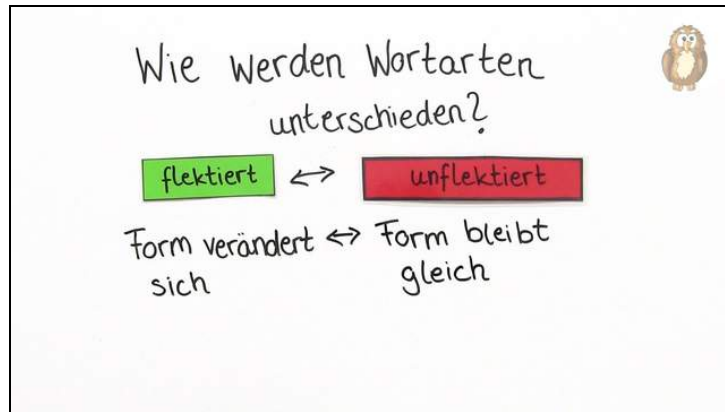 Wie werden Wortarten
unterschieden?
flektiert ↔ unflektiert
Form verändert ↔ Form bleibt
sich gleich